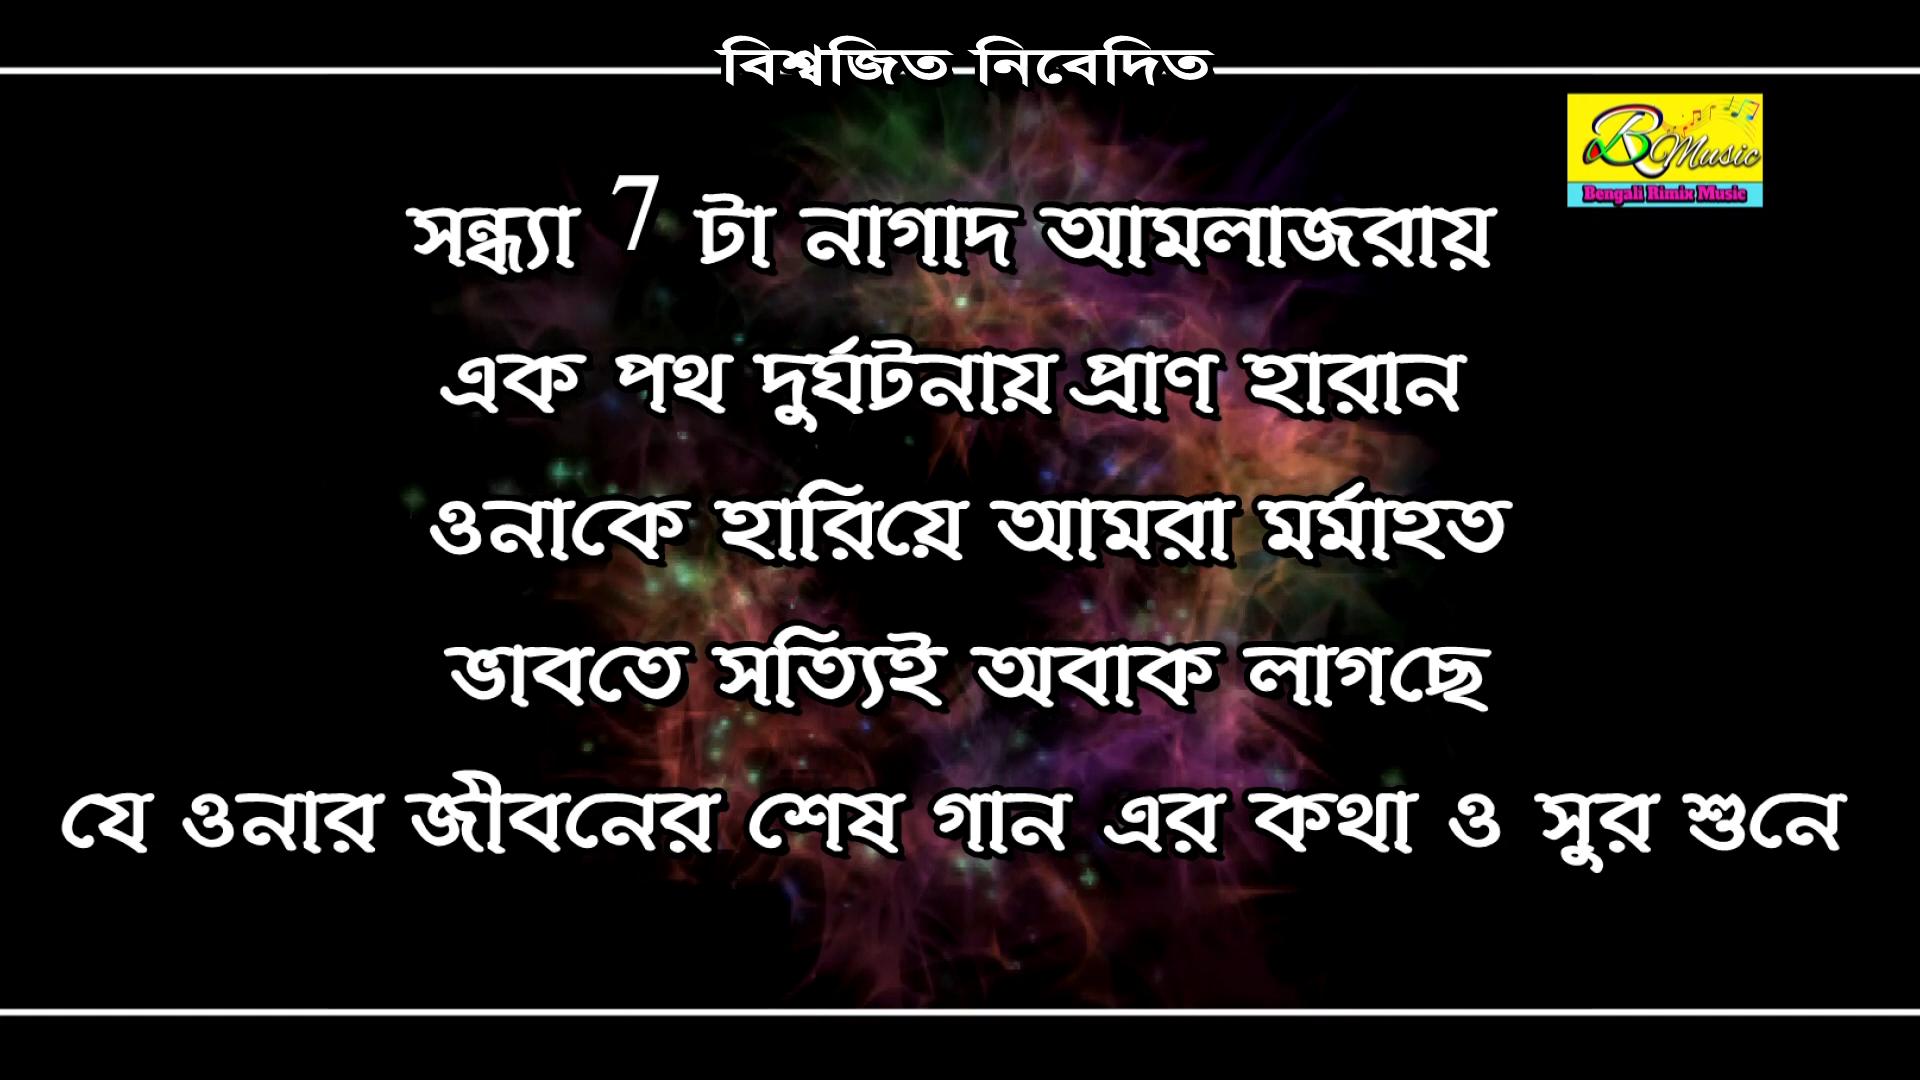 বিশ্বজিত নিবেদিত
B Music
Bengali Rimix Music
সন্ধ্যা 7 টা নাগাদ আমলাজরায়
এক পথ দুর্ঘটনায় প্রাণ হারান
ওনাকে হারিয়ে আমরা মর্মাহত
ভাবতে সত্যিই অবাক লাগছে
যে ওনার জীবনের শেষ গান এর কথা ও সুর শুনে